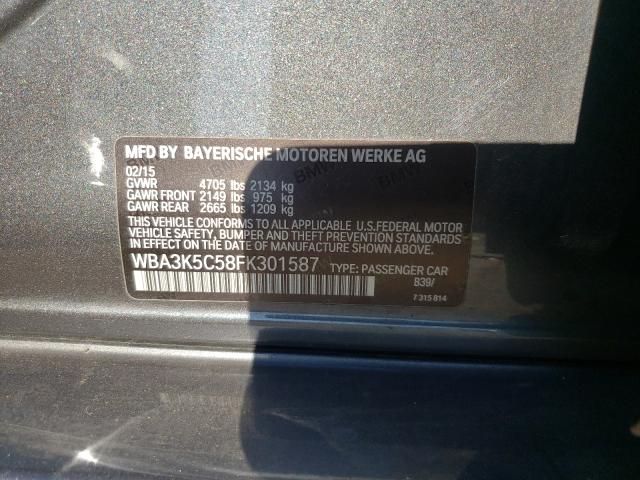 MFD BY BAYERISCHE MOTOREN WERKE AG
02/15
GVWR 4705 lbs 2134 kg
GAWR FRONT 2149 lbs 975 kg
GAWR REAR 2665 lbs 1209 kg
THIS VEHICLE CONFORMS TO ALL APPLICABLE U.S.FEDERAL MOTOR
VEHICLE SAFETY, BUMPER AND THEFT PREVENTION STANDARDS
IN EFFECT ON THE DATE OF MANUFACTURE SHOWN ABOVE.
WBA3K5C58FK301587 TYPE: PASSENGER CAR
B39/
7 315 814